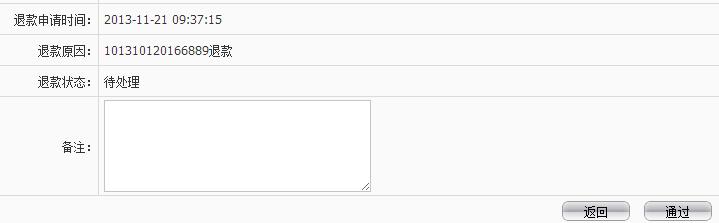 退款申请时间： 2013-11-21 09:37:15
退款原因： 101310120166889退款
退款状态： 待处理
备注：
返回 通过